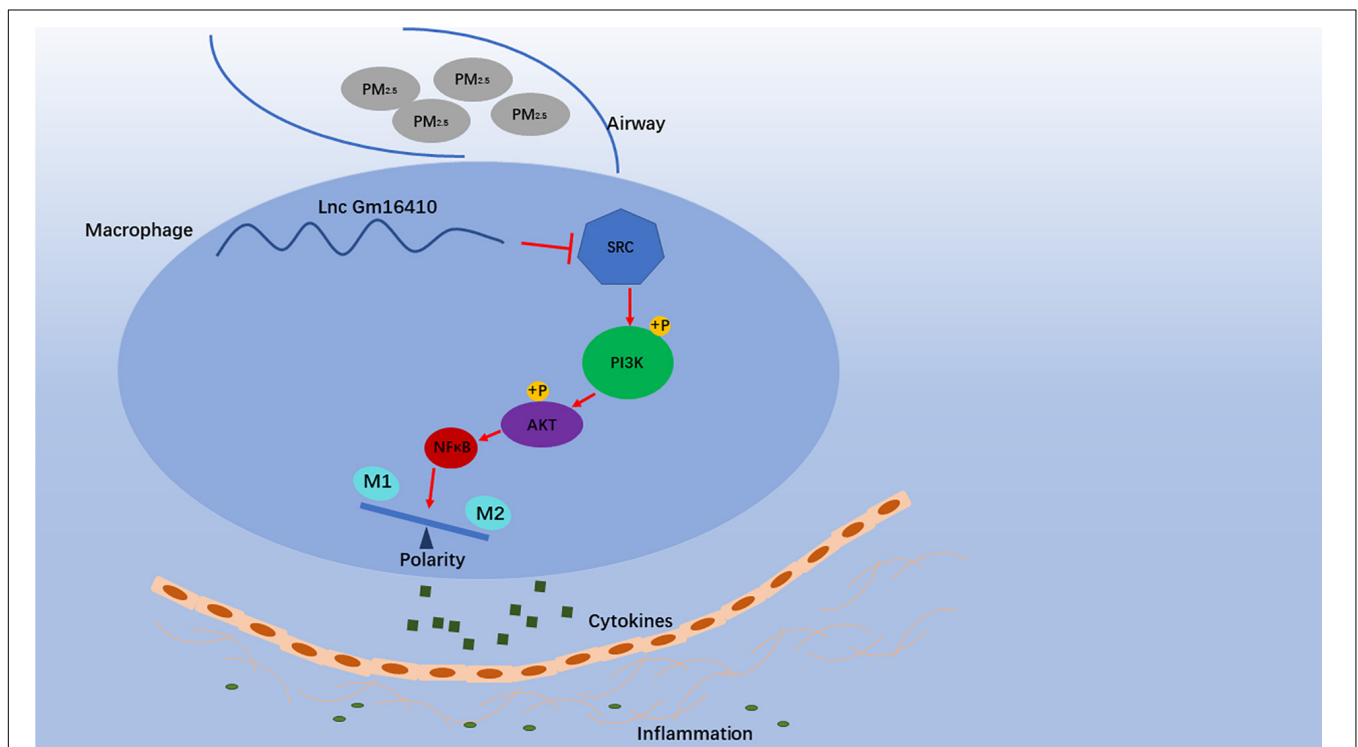 PM2.5
PM2.5
PM2.5
PM2.5
Airway
Lnc Gm16410
Macrophage
SRC
+P
PI3K
+P
AKT
NFκB
M1
M2
Polarity
Cytokines
Inflammation